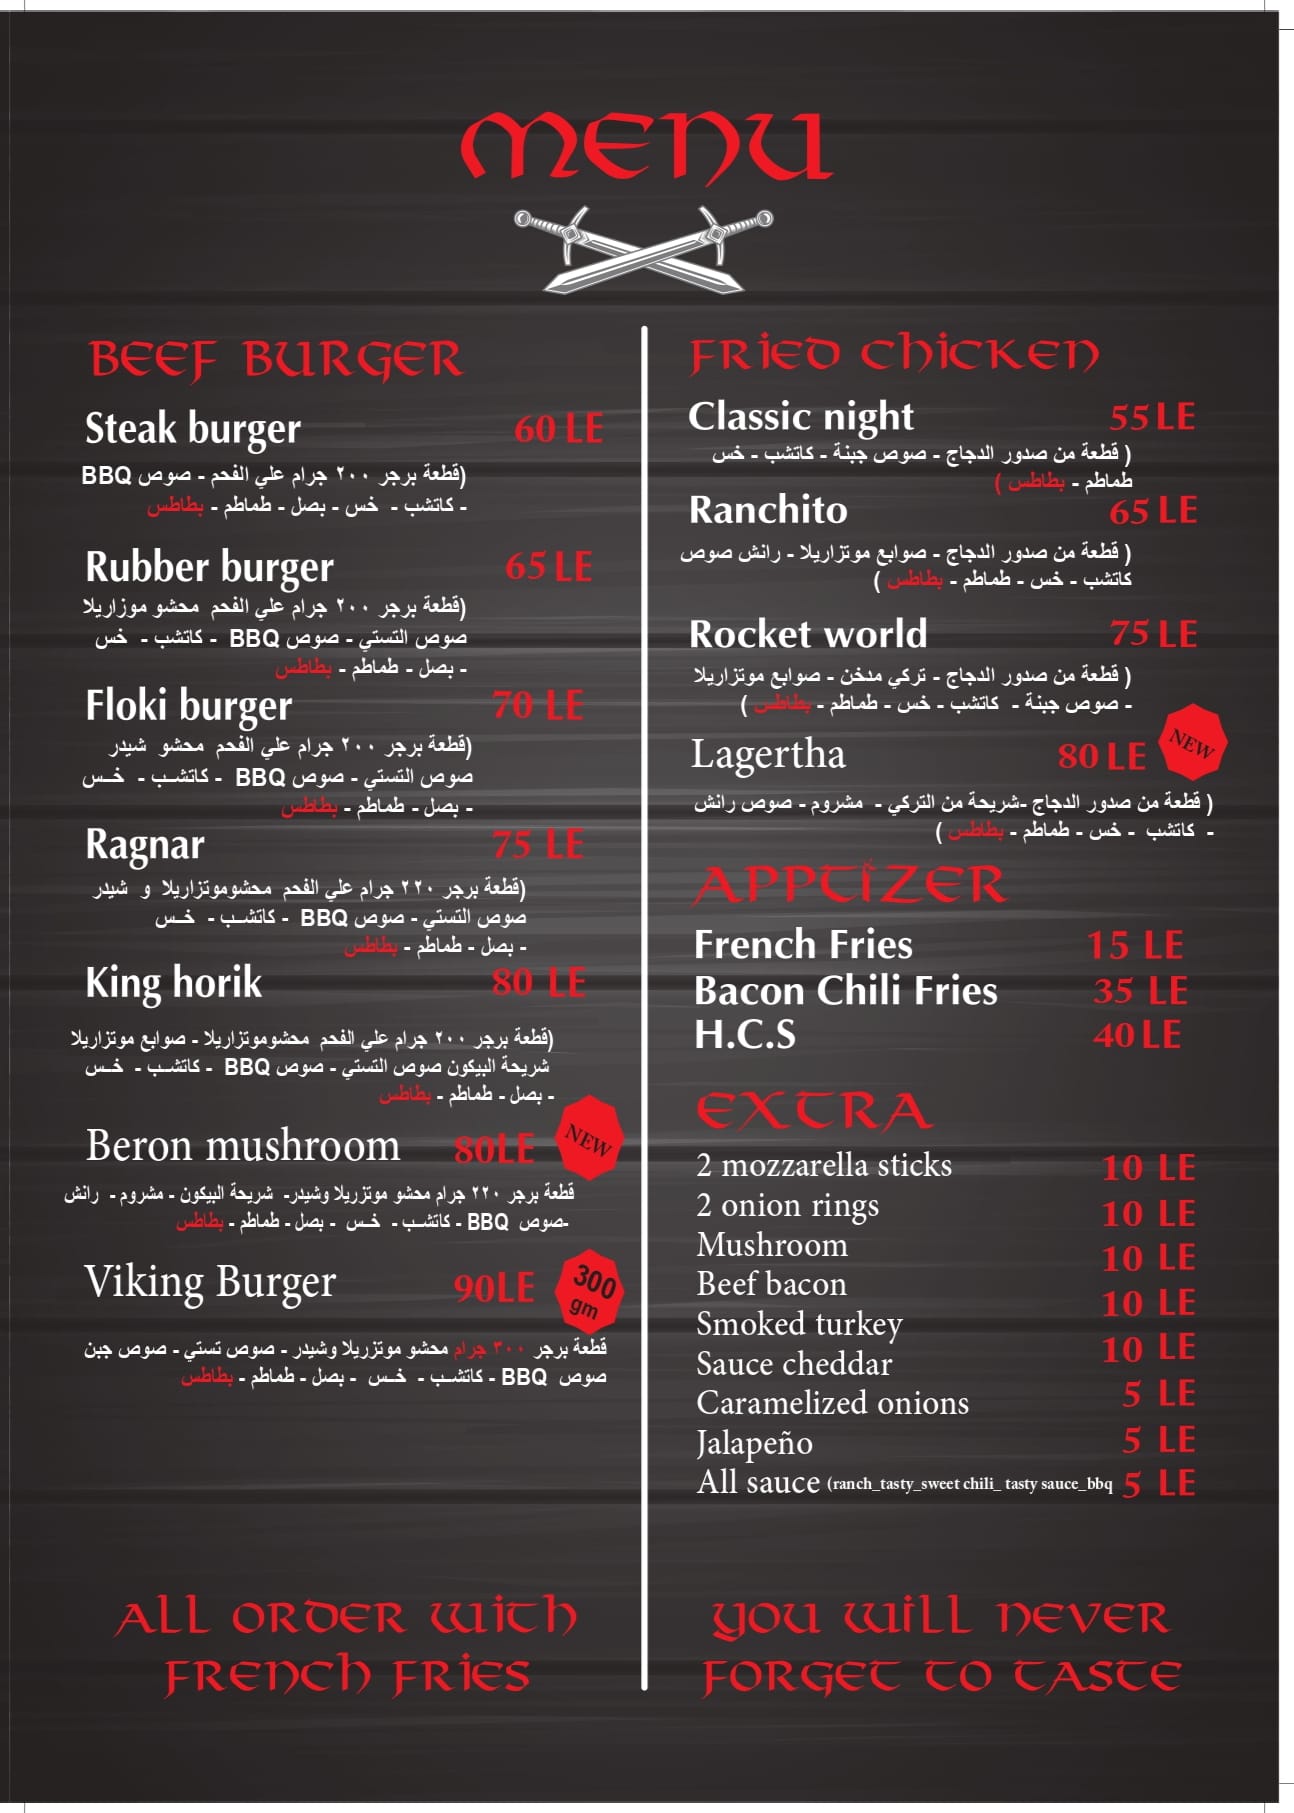 MENU
BEEF BURGER
Steak burger 60 LE
(قطعة برجر ٢٠٠ جرام علي الفحم - صوص BBQ
- كاتشب - خس - بصل - طماطم - بطاطس
Rubber burger 65 LE
(قطعة برجر ٢٠٠ جرام علي الفحم محشو موزاريلا
صوص التستي - صوص BBQ - كاتشب - خس
- بصل - طماطم - بطاطس
Floki burger 70 LE
(قطعة برجر ٢٠٠ جرام علي الفحم محشو شيدر
صوص التستي - صوص BBQ - كاتشــب - خــس
- بصل - طماطم - بطاطس
Ragnar 75 LE
(قطعة برجر ٢٢٠ جرام علي الفحم محشوموتزاريلا و شيدر
صوص التستي - صوص BBQ - كاتشــب - خــس
- بصل - طماطم - بطاطس
King horik 80 LE
(قطعة برجر ٢٠٠ جرام علي الفحم محشوموتزاريلا - صوابع موتزاريلا
شريحة البيكون صوص التستي - صوص BBQ - كاتشــب - خــس
- بصل - طماطم - بطاطس
Beron mushroom 80LE NEW
قطعة برجر ٢٢٠ جرام محشو موتزريلا وشيدر- شريحة البيكون - مشروم - رانش
-صوص BBQ - كاتشــب - خــس - بصل - طماطم - بطاطس
Viking Burger 90LE 300 gm
قطعة برجر ٣٠٠ جرام محشو موتزريلا وشيدر - صوص تستي - صوص جبن
صوص BBQ - كاتشــب - خــس - بصل - طماطم - بطاطس
ALL ORDER WITH
FRENCH FRIES
FRIED CHICKEN
Classic night 55 LE
( قطعة من صدور الدجاج - صوص جبنة - كاتشب - خس
طماطم - بطاطس )
Ranchito 65 LE
( قطعة من صدور الدجاج - صوابع موتزاريلا - رانش صوص
كاتشب - خس - طماطم - بطاطس )
Rocket world 75 LE
( قطعة من صدور الدجاج - تركي مدخن - صوابع موتزاريلا
- صوص جبنة - كاتشب - خس - طماطم - بطاطس )
Lagertha 80 LE NEW
( قطعة من صدور الدجاج -شريحة من التركي - مشروم - صوص رانش
- كاتشب - خس - طماطم - بطاطس )
APPTIZER
French Fries 15 LE
Bacon Chili Fries 35 LE
H.C.S 40 LE
EXTRA
2 mozzarella sticks 10 LE
2 onion rings 10 LE
Mushroom 10 LE
Beef bacon 10 LE
Smoked turkey 10 LE
Sauce cheddar 5 LE
Caramelized onions 5 LE
Jalapeño
All sauce (ranch_tasty_sweet chili_ tasty sauce_bbq 5 LE
YOU WILL NEVER
FORGET TO TASTE